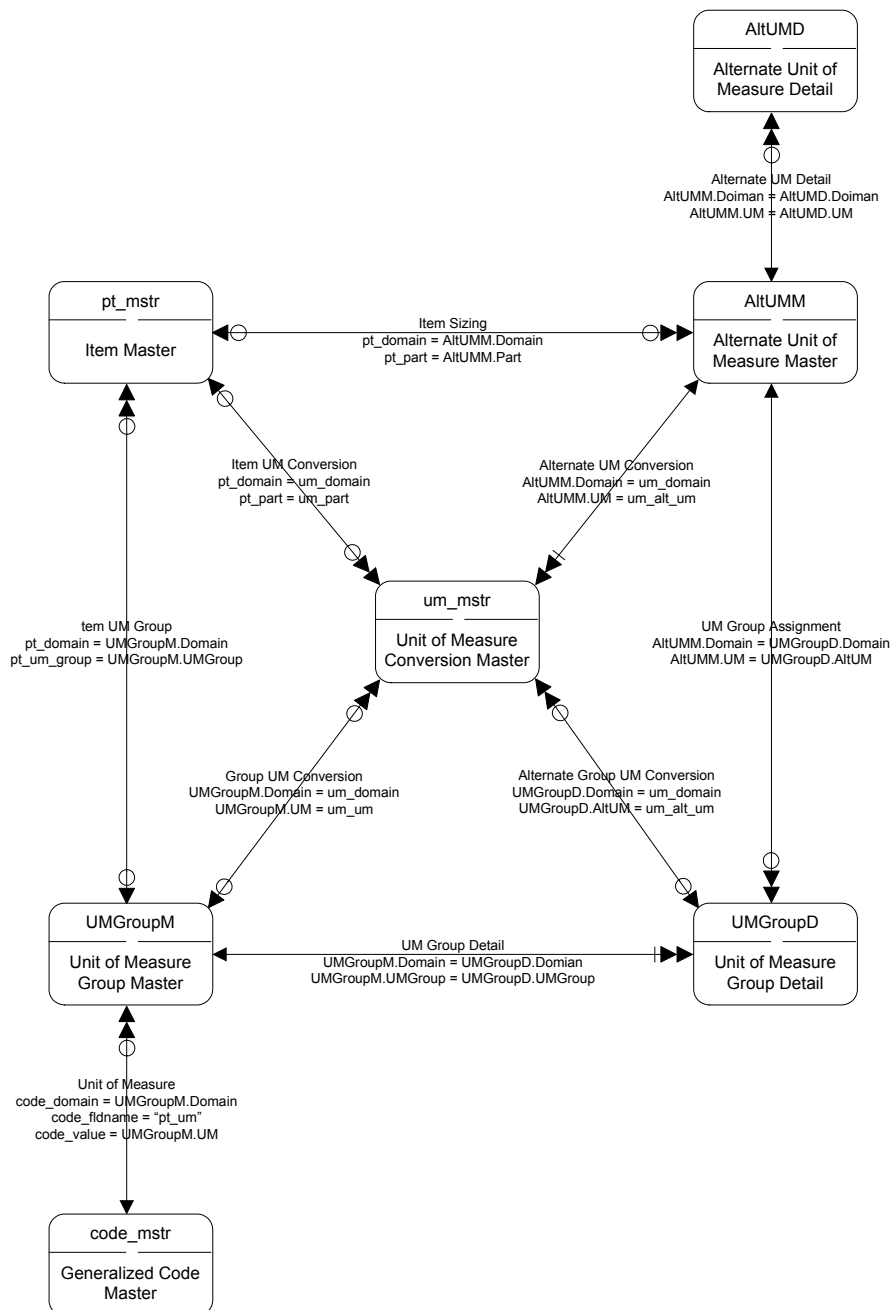 AltUMD
Alternate Unit of
Measure Detail
Alternate UM Detail
AltUMM.Doiman = AltUMD.Doiman
AltUMM.UM = AltUMD.UM
pt_mstr
Item Master
Item Sizing
pt_domain = AltUMM.Domain
pt_part = AltUMM.Part
AltUMM
Alternate Unit of
Measure Master
Item UM Conversion
pt_domain = um_domain
pt_part = um_part
Alternate UM Conversion
AltUMM.Domain = um_domain
AltUMM.UM = um_alt_um
um_mstr
Unit of Measure
Conversion Master
tem UM Group
pt_domain = UMGroupM.Domain
pt_um_group = UMGroupM.UMGroup
UM Group Assignment
AltUMM.Domain = UMGroupD.Domain
AltUMM.UM = UMGroupD.AltUM
Group UM Conversion
UMGroupM.Domain = um_domain
UMGroupM.UM = um_um
Alternate Group UM Conversion
UMGroupD.Domain = um_domain
UMGroupD.AltUM = um_alt_um
UMGroupM
Unit of Measure
Group Master
UM Group Detail
UMGroupM.Domain = UMGroupD.Domian
UMGroupM.UMGroup = UMGroupD.UMGroup
UMGroupD
Unit of Measure
Group Detail
Unit of Measure
code_domain = UMGroupM.Domain
code_fldname = “pt_um”
code_value = UMGroupM.UM
code_mstr
Generalized Code
Master